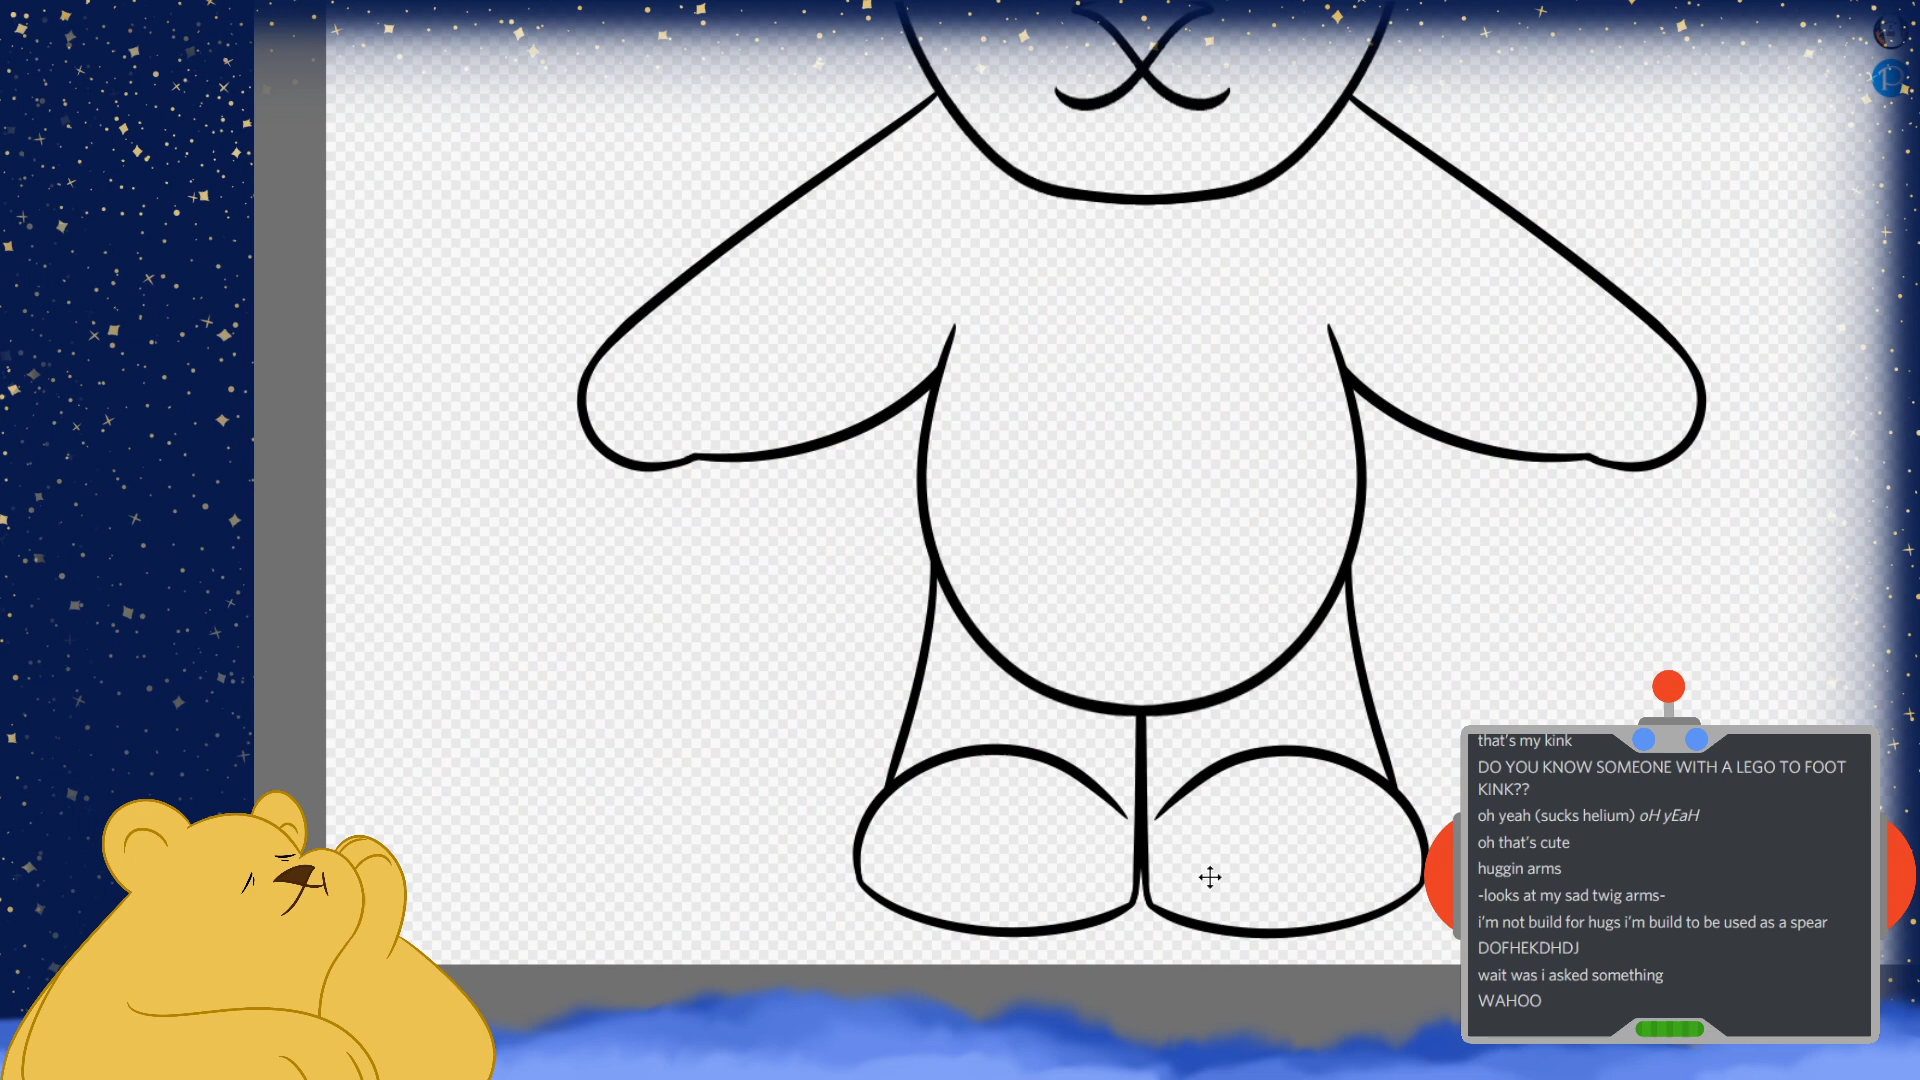 that's my kink
DO YOU KNOW SOMEONE WITH A LEGO TO FOOT
KINK??
oh yeah (sucks helium) oH yEaH
oh that's cute
huggin arms
-looks at my sad twig arms-
i'm not build for hugs i'm build to be used as a spear
DOFHEKDHDJ
wait was i asked something
WAHOO